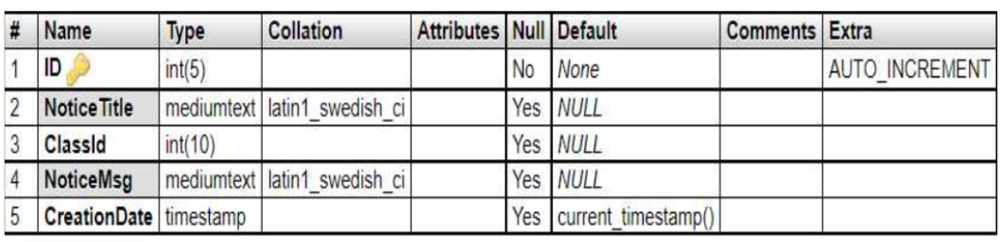 # Name Type Collation Attributes Null Default Comments Extra
1 ID int(5) No None AUTO_INCREMENT
2 NoticeTitle mediumtext latin1_swedish_ci Yes NULL
3 ClassId int(10) Yes NULL
4 NoticeMsg mediumtext latin1_swedish_ci Yes NULL
5 CreationDate timestamp Yes current_timestamp()